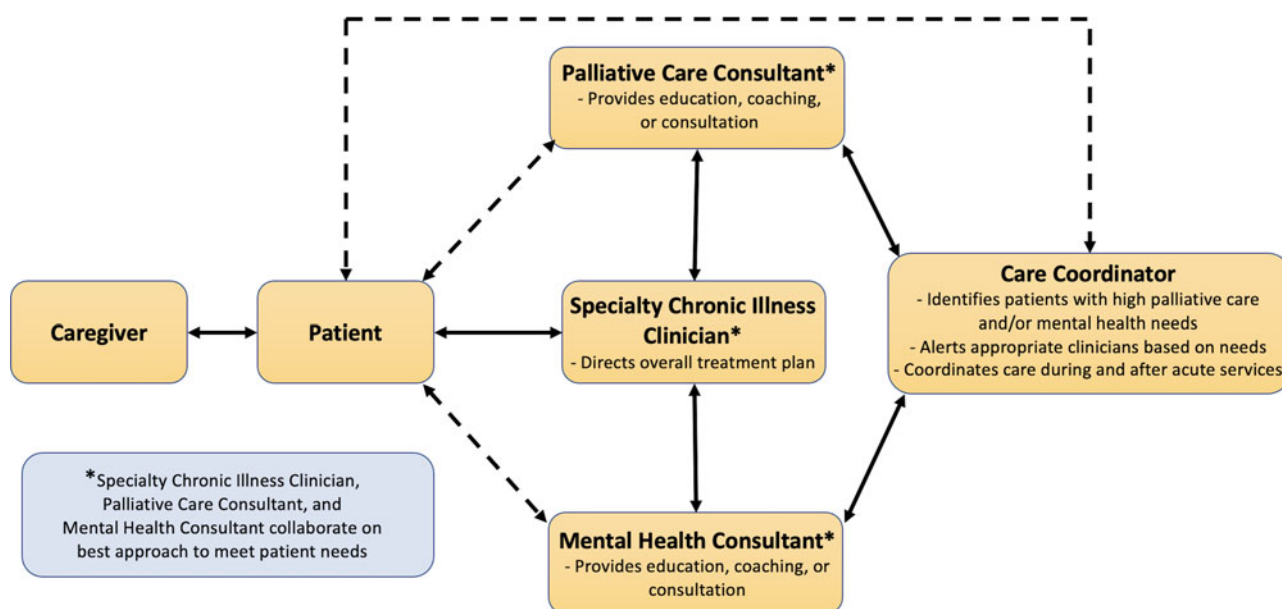 Palliative Care Consultant*
- Provides education, coaching,
or consultation
Caregiver
Patient
Specialty Chronic Illness
Clinician*
- Directs overall treatment plan
Care Coordinator
- Identifies patients with high palliative care
and/or mental health needs
- Alerts appropriate clinicians based on needs
- Coordinates care during and after acute services
*Specialty Chronic Illness Clinician,
Palliative Care Consultant, and
Mental Health Consultant collaborate on
best approach to meet patient needs
Mental Health Consultant*
- Provides education, coaching, or
consultation